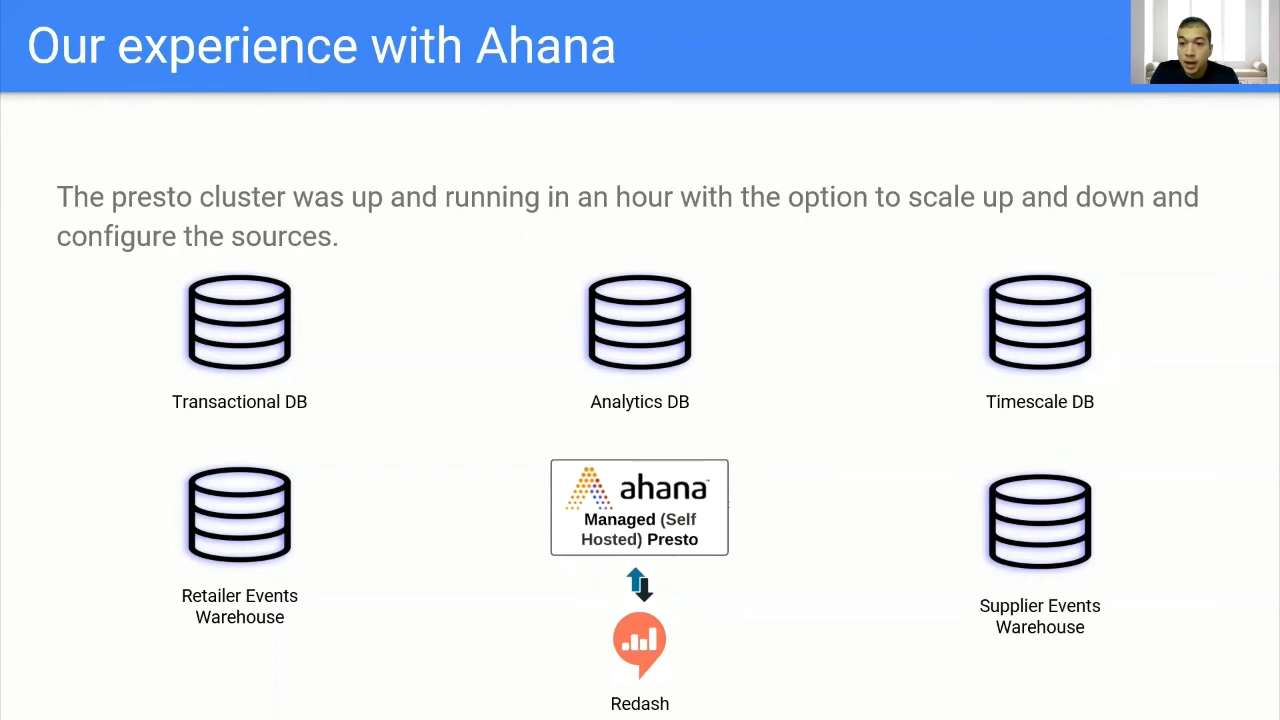 Our experience with Ahana
The presto cluster was up and running in an hour with the option to scale up and down and
configure the sources.
Transactional DB
Analytics DB
Timescale DB
ahana
Managed (Self
Hosted) Presto
Retailer Events
Warehouse
Supplier Events
Warehouse
Redash